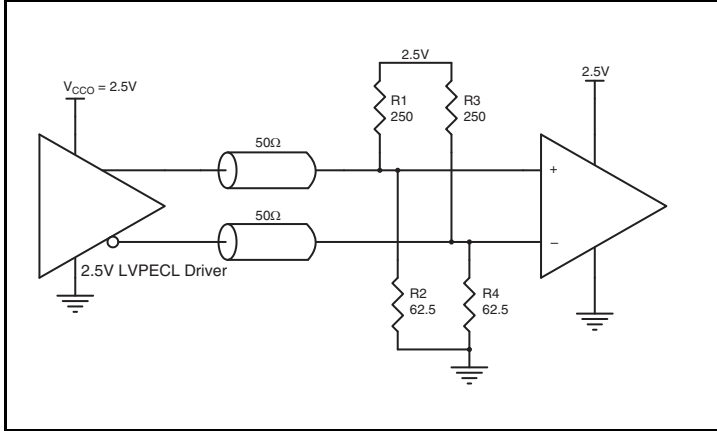 2.5V
V_CCO = 2.5V
2.5V
R1
250
R3
250
50Ω
+
50Ω
–
2.5V LVPECL Driver
R2
62.5
R4
62.5